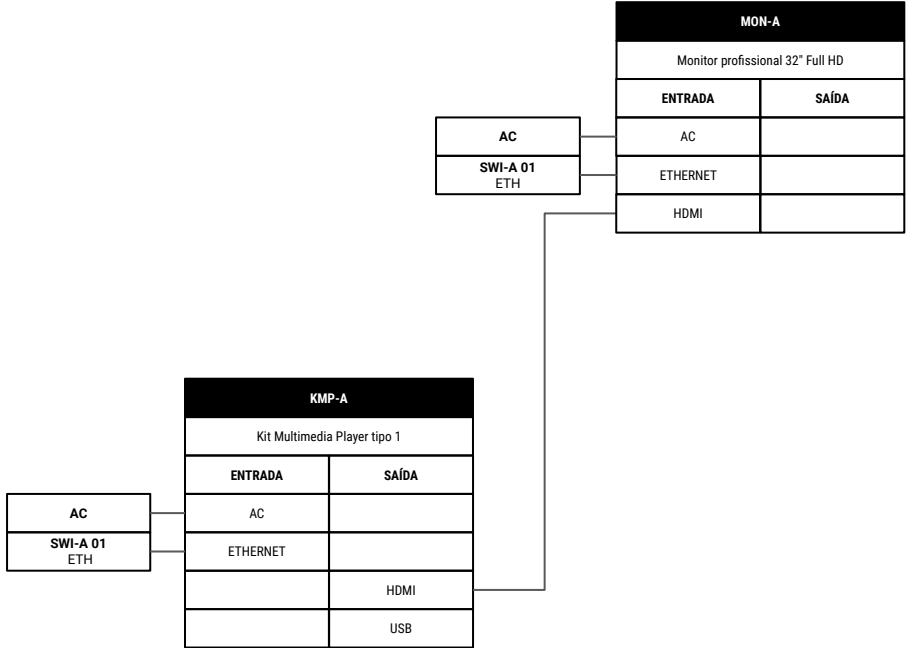 MON-A
Monitor profissional 32" Full HD
ENTRADA SAÍDA
AC AC
SWI-A 01
ETH
ETHERNET
HDMI
KMP-A
Kit Multimedia Player tipo 1
ENTRADA SAÍDA
AC AC
SWI-A 01
ETH
ETHERNET
HDMI
USB